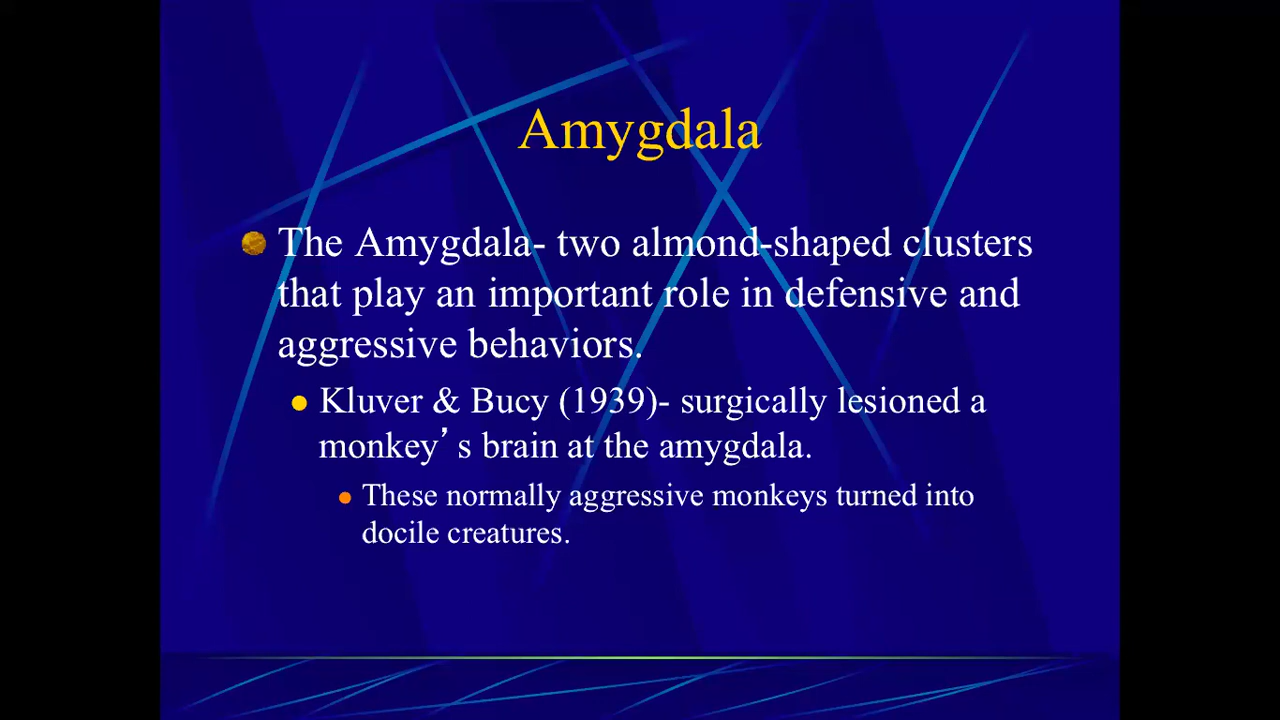 Amygdala
The Amygdala- two almond-shaped clusters
that play an important role in defensive and
aggressive behaviors.
Kluver & Bucy (1939)- surgically lesioned a
monkey’s brain at the amygdala.
These normally aggressive monkeys turned into
docile creatures.